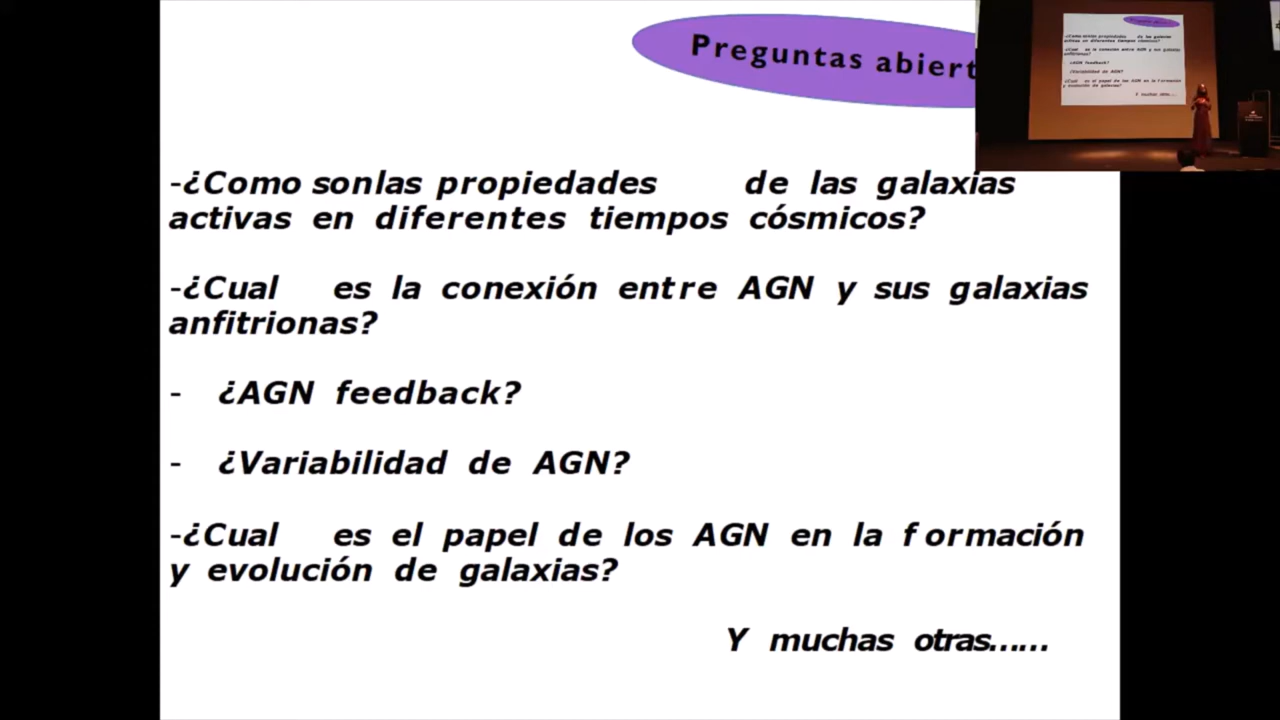 Preguntas abiert
-¿Como sonlas propiedades de las galaxias
activas en diferentes tiempos cósmicos?
-¿Cual es la conexión entre AGN y sus galaxias
anfitrionas?
- ¿AGN feedback?
- ¿Variabilidad de AGN?
-¿Cual es el papel de los AGN en la formación
y evolución de galaxias?
Y muchas otras......